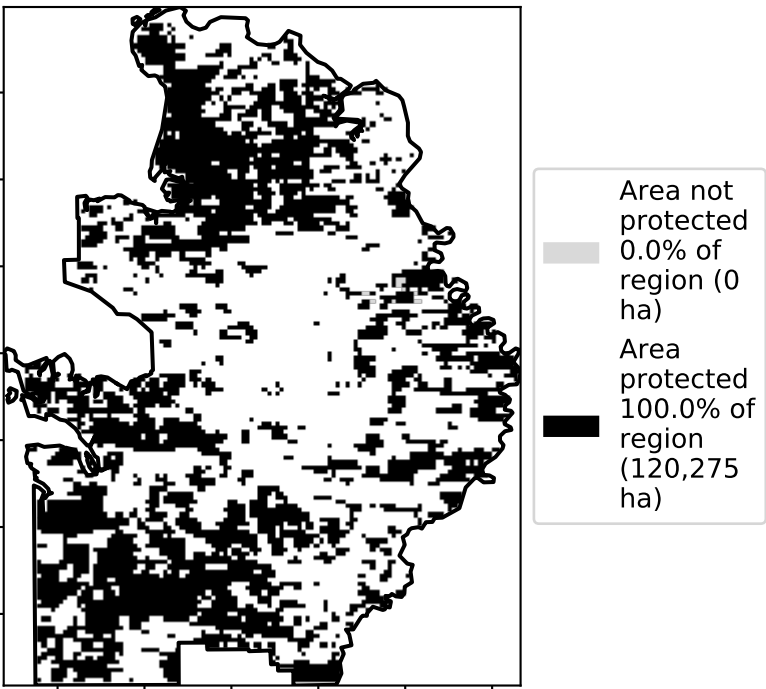 Area not
protected
0.0% of
region (0
ha)
Area
protected
100.0% of
region
(120,275
ha)